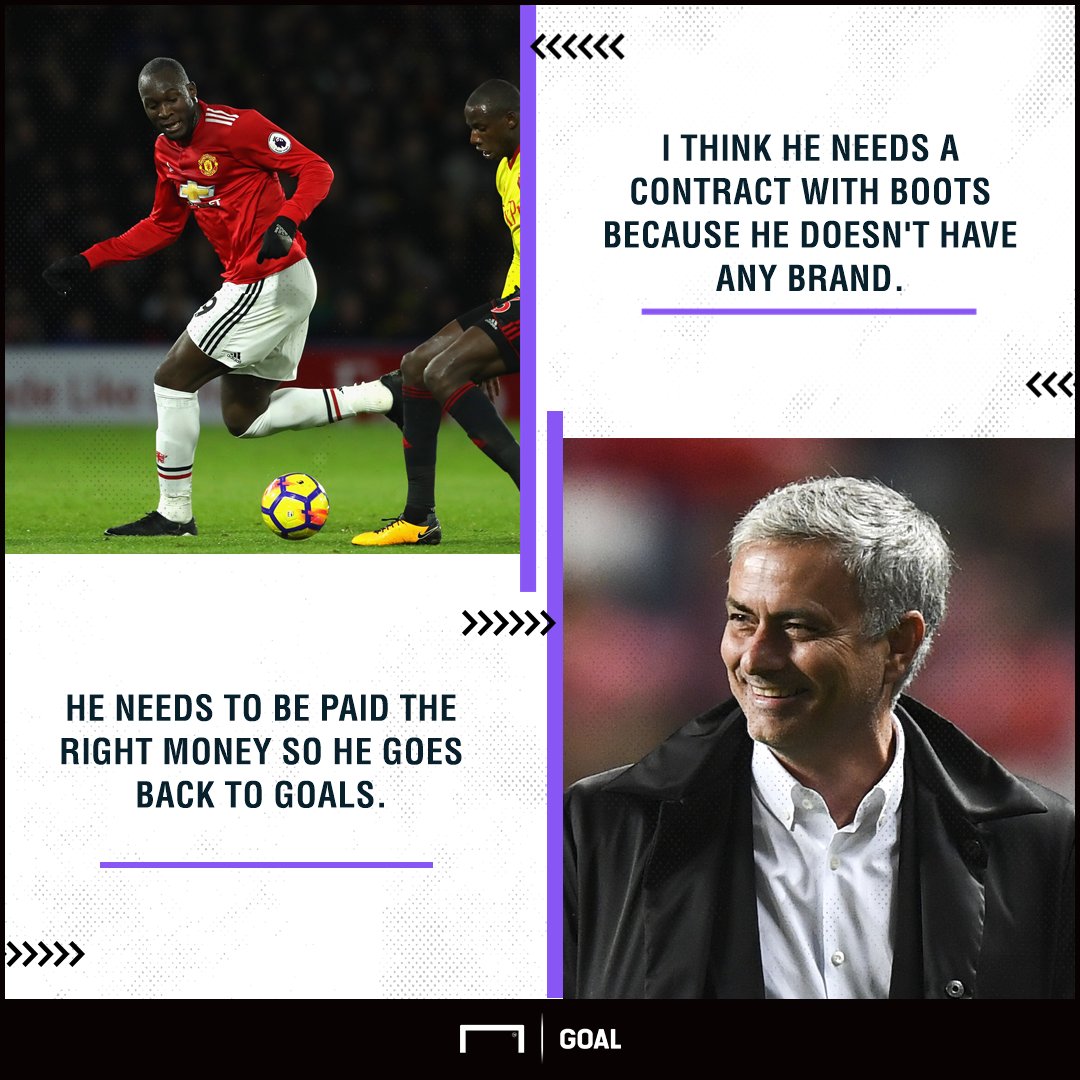 I THINK HE NEEDS A
CONTRACT WITH BOOTS
BECAUSE HE DOESN'T HAVE
ANY BRAND.
HE NEEDS TO BE PAID THE
RIGHT MONEY SO HE GOES
BACK TO GOALS.
GOAL